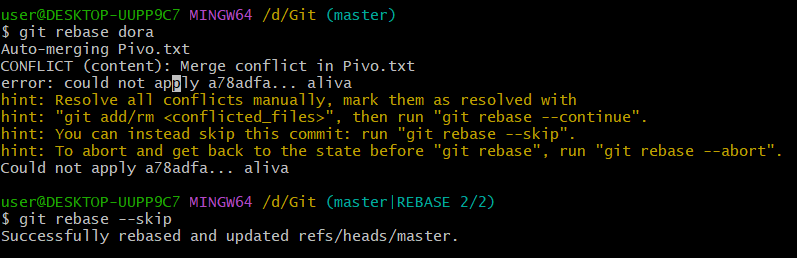 user@DESKTOP-UUPP9C7 MINGW64 /d/Git (master)
$ git rebase dora
Auto-merging Pivo.txt
CONFLICT (content): Merge conflict in Pivo.txt
error: could not apply a78adfa... aliva
hint: Resolve all conflicts manually, mark them as resolved with
hint: "git add/rm <conflicted_files>", then run "git rebase --continue".
hint: You can instead skip this commit: run "git rebase --skip".
hint: To abort and get back to the state before "git rebase", run "git rebase --abort".
Could not apply a78adfa... aliva
user@DESKTOP-UUPP9C7 MINGW64 /d/Git (master|REBASE 2/2)
$ git rebase --skip
Successfully rebased and updated refs/heads/master.